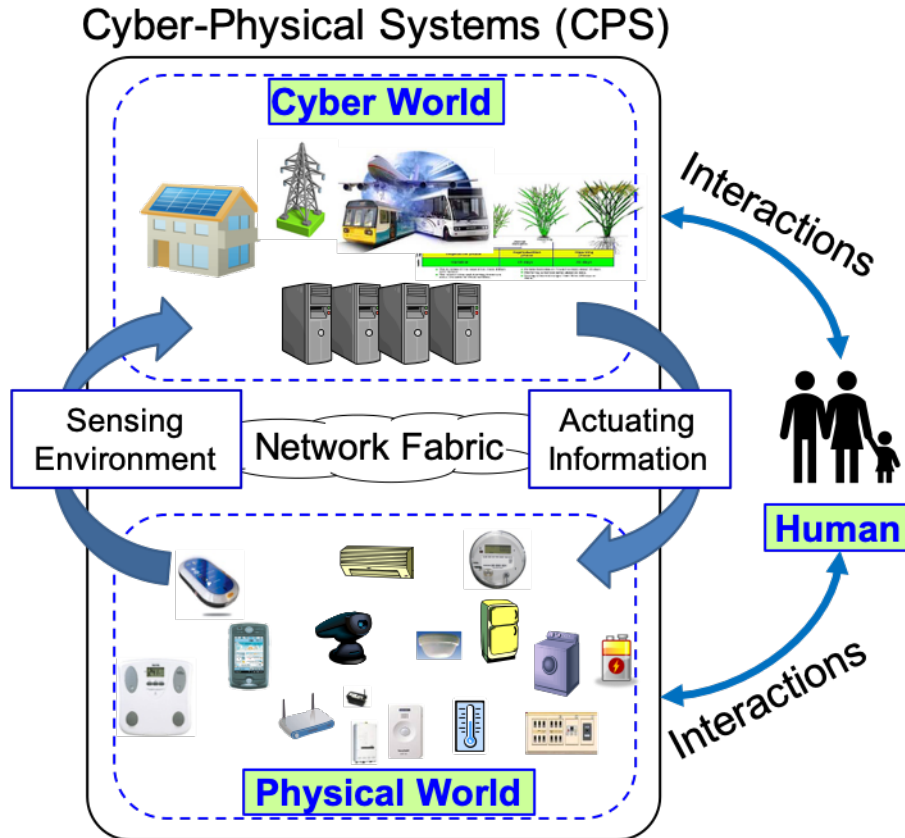 Cyber-Physical Systems (CPS)
Cyber World
Interactions
Sensing
Environment
Network Fabric
Actuating
Information
Human
Interactions
Physical World